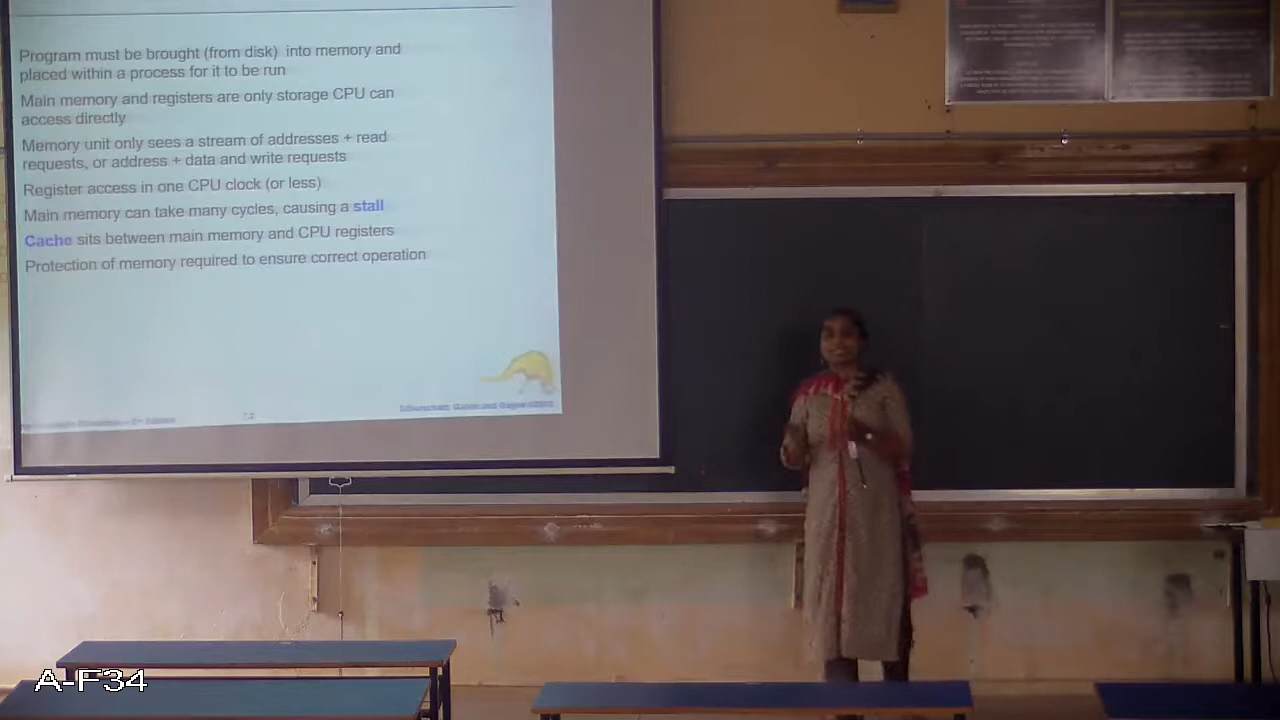 Program must be brought (from disk) into memory and
placed within a process for it to be run
Main memory and registers are only storage CPU can
access directly
Memory unit only sees a stream of addresses + read
requests, or address + data and write requests
Register access in one CPU clock (or less)
Main memory can take many cycles, causing a stall
Cache sits between main memory and CPU registers
Protection of memory required to ensure correct operation
Silberschatz, Galvin and Gagne
A-F34